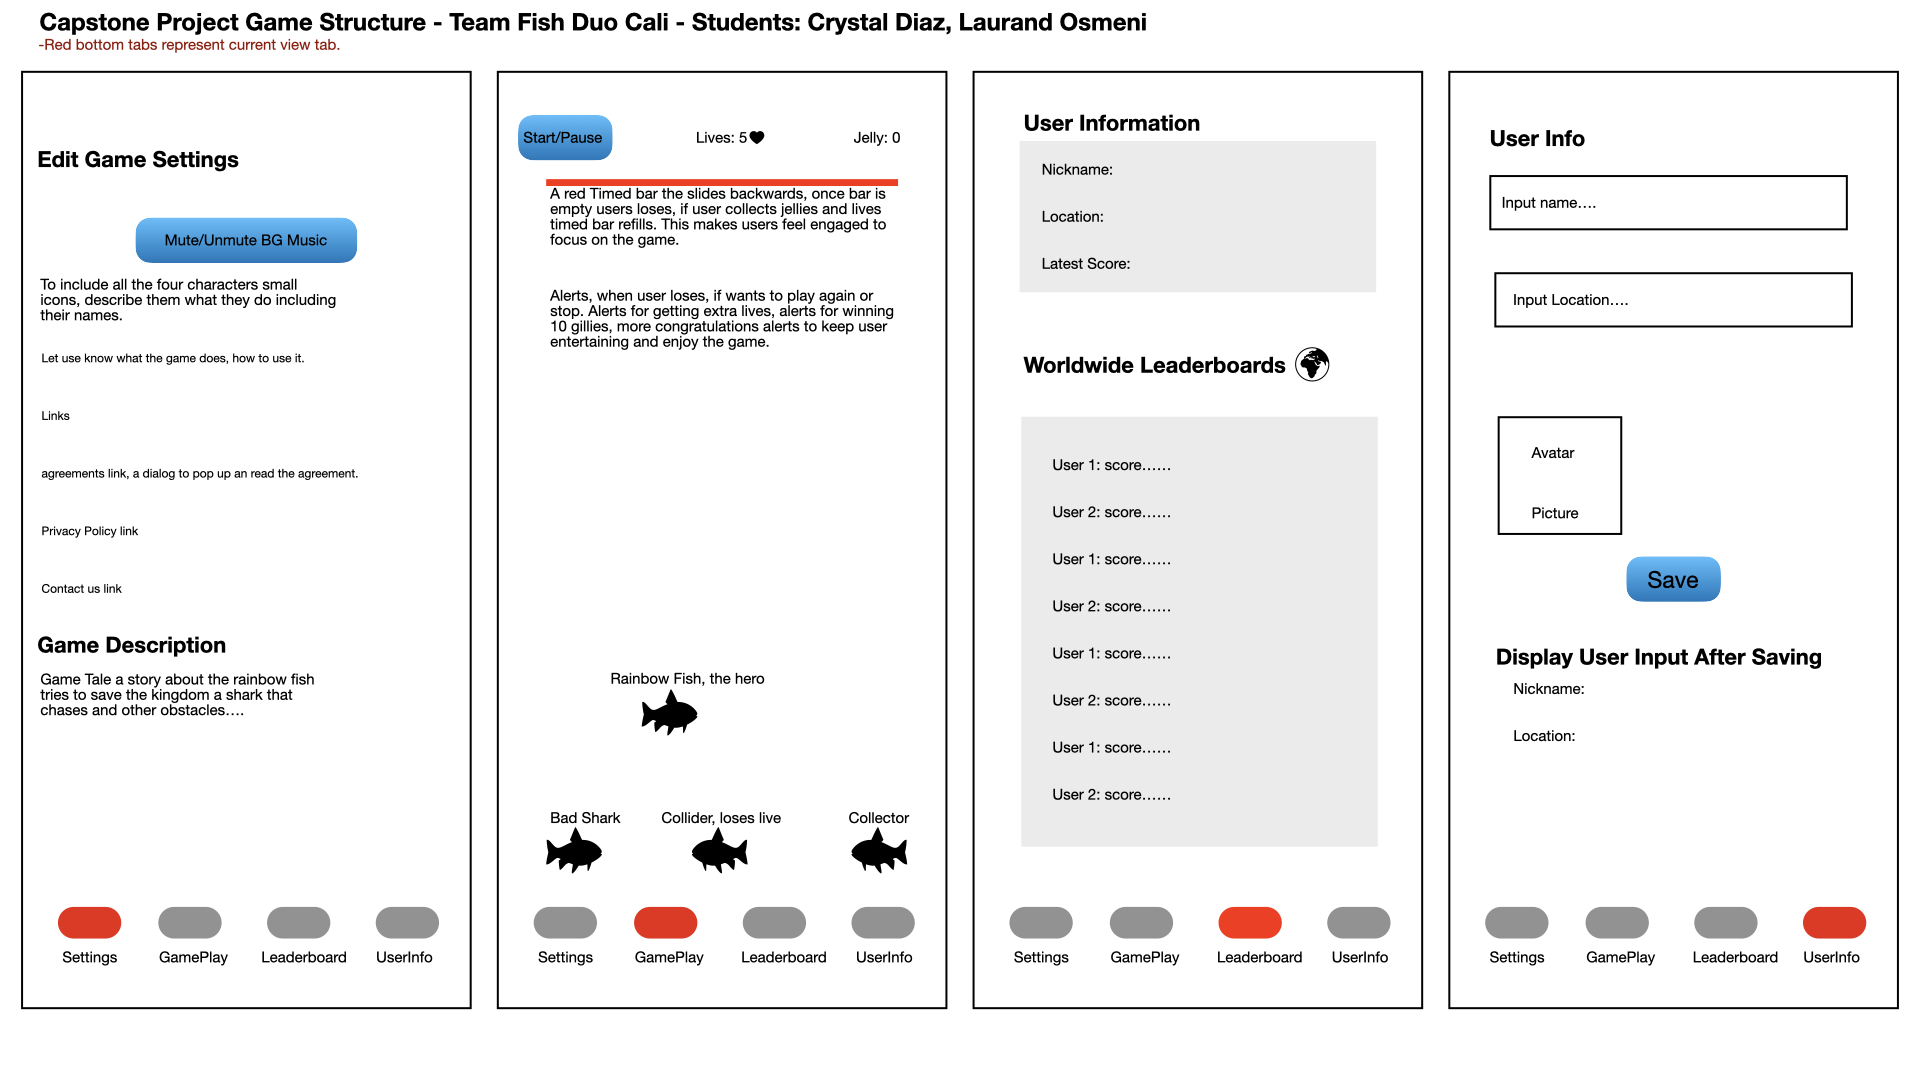 Capstone Project Game Structure - Team Fish Duo Cali - Students: Crystal Diaz, Laurand Osmeni
-Red bottom tabs represent current view tab.
Edit Game Settings
Mute/Unmute BG Music
To include all the four characters small
icons, describe them what they do including
their names.
Let use know what the game does, how to use it.
Links
agreements link, a dialog to pop up an read the agreement.
Privacy Policy link
Contact us link
Game Description
Game Tale a story about the rainbow fish
tries to save the kingdom a shark that
chases and other obstacles....
Settings
GamePlay
Leaderboard
UserInfo
Start/Pause
Lives: 5
Jelly: 0
A red Timed bar the slides backwards, once bar is
empty users loses, if user collects jellies and lives
timed bar refills. This makes users feel engaged to
focus on the game.
Alerts, when user loses, if wants to play again or
stop. Alerts for getting extra lives, alerts for winning
10 gillies, more congratulations alerts to keep user
entertaining and enjoy the game.
Rainbow Fish, the hero
Bad Shark
Collider, loses live
Collector
Settings
GamePlay
Leaderboard
UserInfo
User Information
Nickname:
Location:
Latest Score:
Worldwide Leaderboards
User 1: score......
User 2: score......
User 1: score......
User 2: score......
User 1: score......
User 2: score......
User 1: score......
User 2: score......
Settings
GamePlay
Leaderboard
UserInfo
User Info
Input name....
Input Location....
Avatar
Picture
Save
Display User Input After Saving
Nickname:
Location:
Settings
GamePlay
Leaderboard
UserInfo